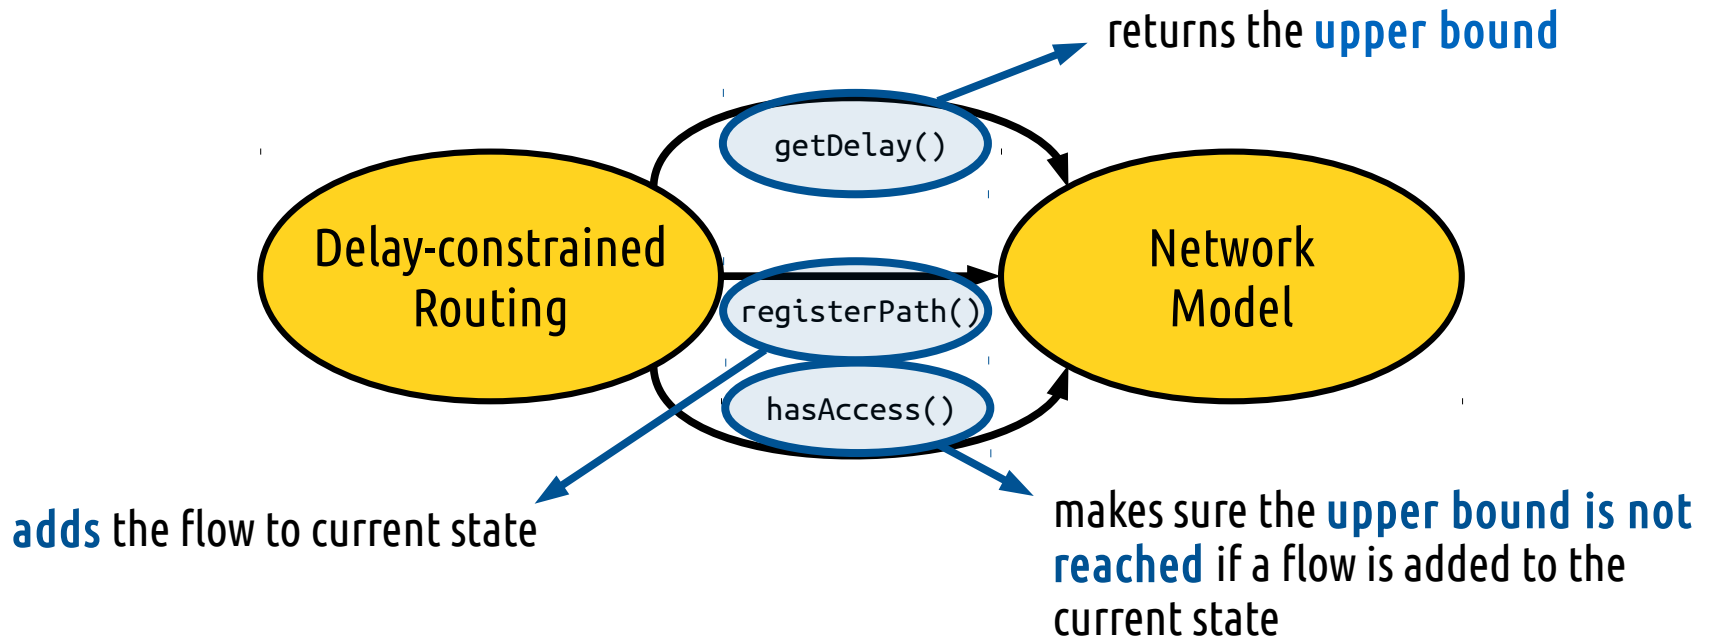 returns the upper bound
getDelay()
Delay-constrained
Routing
Network
Model
registerPath()
hasAccess()
adds the flow to current state
makes sure the upper bound is not
reached if a flow is added to the
current state